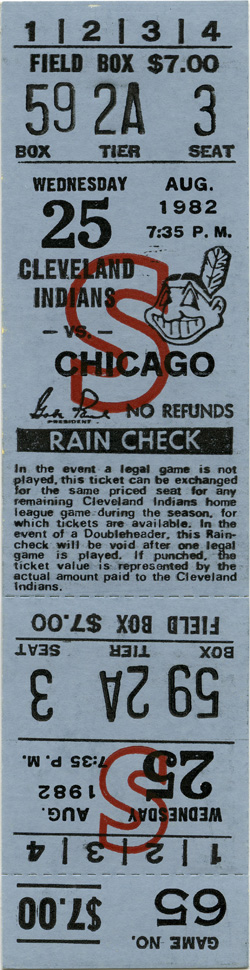 1 | 2 | 3 | 4
FIELD BOX $7.00
59 2A 3
BOX TIER SEAT
WEDNESDAY AUG.
25 1982
7:35 P. M.
CLEVELAND
INDIANS
S
— VS. —
CHICAGO
PRESIDENT NO REFUNDS
RAIN CHECK
In the event a legal game is not
played, this ticket can be exchanged
for the same priced seat for any
remaining Cleveland Indians home
league game during the season, for
which tickets are available. In the
event of a Doubleheader, this Rain-
check will be void after one legal
game is played. If punched, the
ticket value is represented by the
actual amount paid to the Cleveland
Indians.
GAME NO.
65 $7.00
1 | 2 | 3 | 4
WEDNESDAY AUG.
25 1982
7:35 P. M.
S
59 2A 3
BOX TIER SEAT
FIELD BOX $7.00